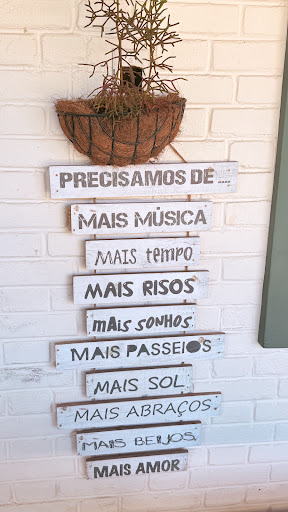 PRECISAMOS DE....
MAIS MÚSICA
MAIS tempo
MAIS RISOS
mAis soNHOS
MAIS PASSEIOS
MAIS SOL
MAIS ABRAÇOS
MAIS BEIJOS
MAIS AMOR